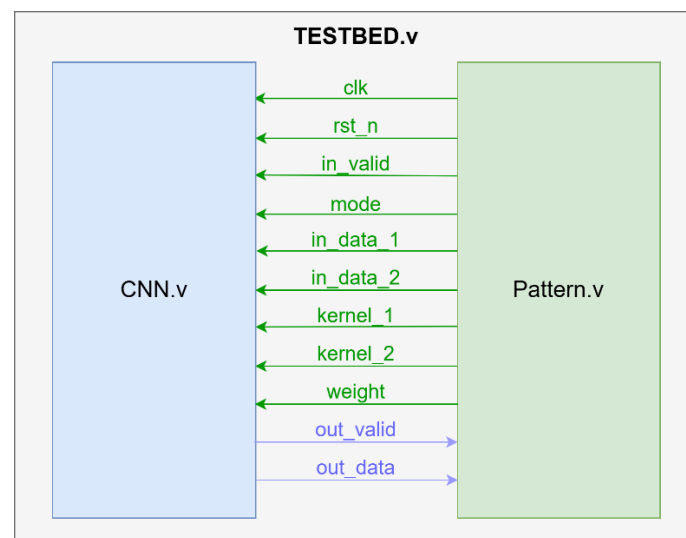 TESTBED.v
clk
rst_n
in_valid
mode
in_data_1
in_data_2
CNN.v
Pattern.v
kernel_1
kernel_2
weight
out_valid
out_data